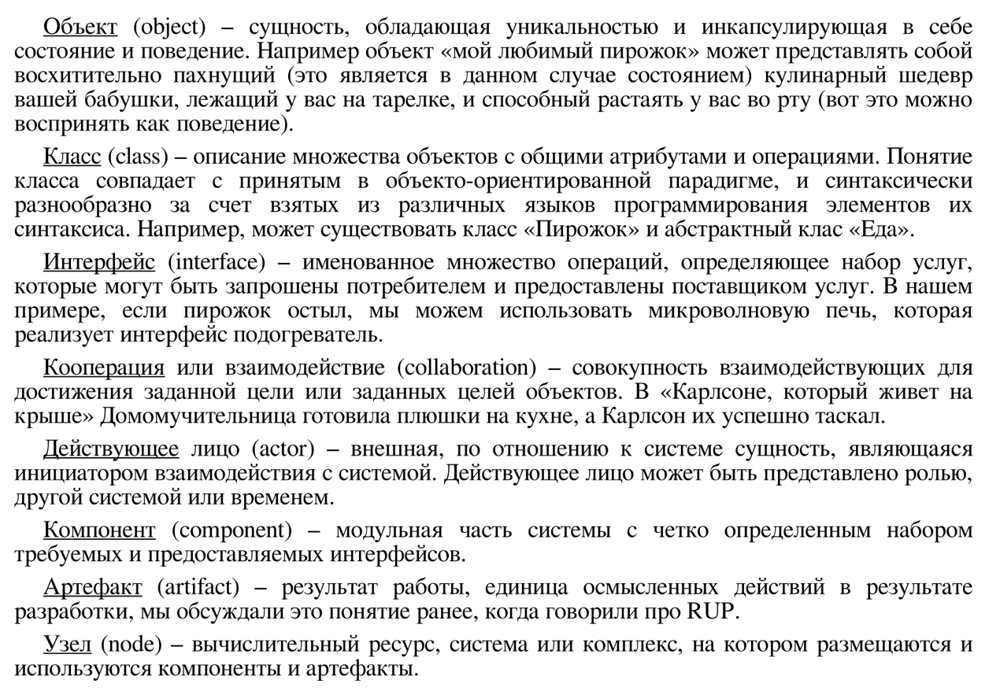 Объект (object) – сущность, обладающая уникальностью и инкапсулирующая в себе
состояние и поведение. Например объект «мой любимый пирожок» может представлять собой
восхитительно пахнущий (это является в данном случае состоянием) кулинарный шедевр
вашей бабушки, лежащий у вас на тарелке, и способный растаять у вас во рту (вот это можно
воспринять как поведение).
Класс (class) – описание множества объектов с общими атрибутами и операциями. Понятие
класса совпадает с принятым в объекто-ориентированной парадигме, и синтаксически
разнообразно за счет взятых из различных языков программирования элементов их
синтаксиса. Например, может существовать класс «Пирожок» и абстрактный клас «Еда».
Интерфейс (interface) – именованное множество операций, определяющее набор услуг,
которые могут быть запрошены потребителем и предоставлены поставщиком услуг. В нашем
примере, если пирожок остыл, мы можем использовать микроволновую печь, которая
реализует интерфейс подогреватель.
Кооперация или взаимодействие (collaboration) – совокупность взаимодействующих для
достижения заданной цели или заданных целей объектов. В «Карлсоне, который живет на
крыше» Домомучительница готовила плюшки на кухне, а Карлсон их успешно таскал.
Действующее лицо (actor) – внешная, по отношению к системе сущность, являющаяся
инициатором взаимодействия с системой. Действующее лицо может быть представлено ролью,
другой системой или временем.
Компонент (component) – модульная часть системы с четко определенным набором
требуемых и предоставляемых интерфейсов.
Артефакт (artifact) – результат работы, единица осмысленных действий в результате
разработки, мы обсуждали это понятие ранее, когда говорили про RUP.
Узел (node) – вычислительный ресурс, система или комплекс, на котором размещаются и
используются компоненты и артефакты.